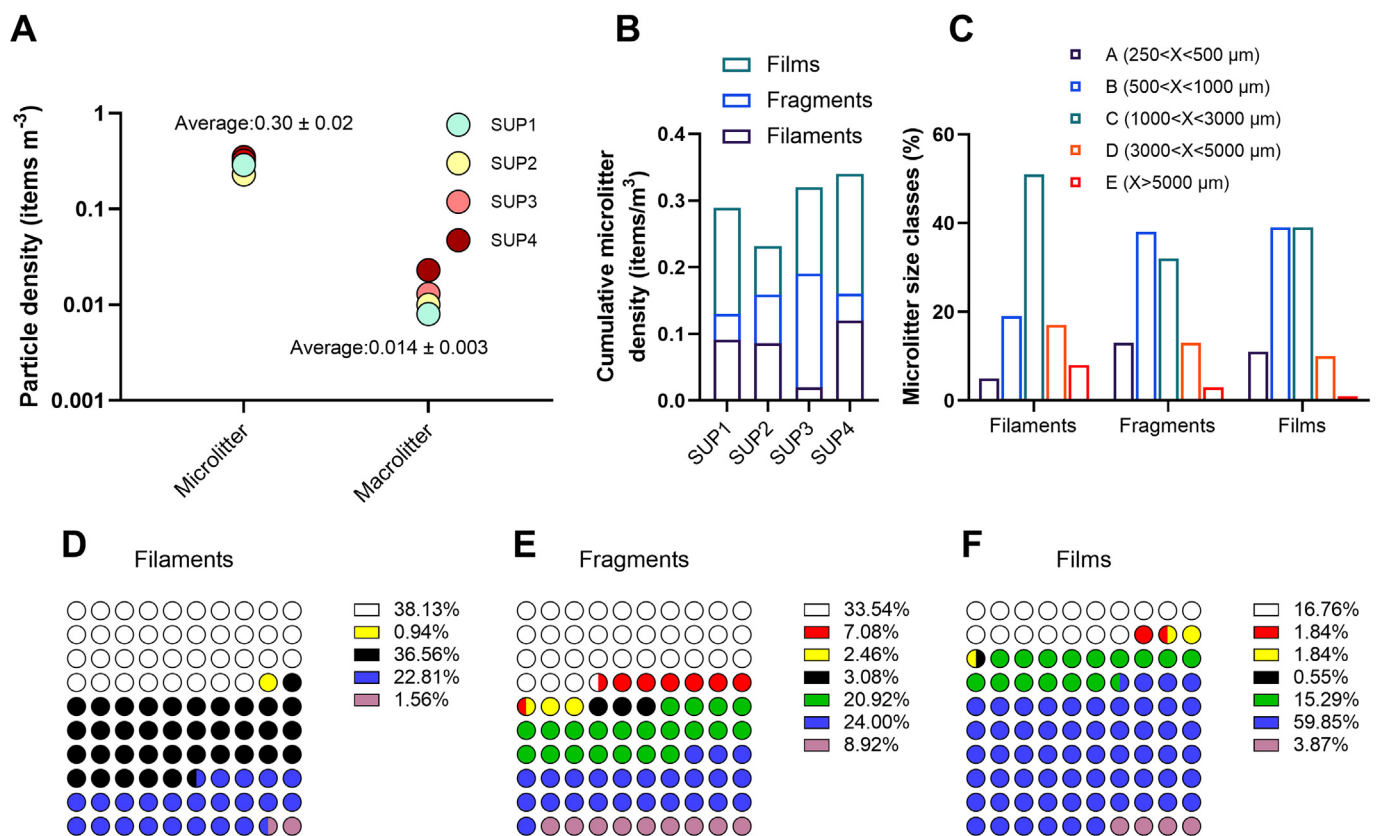 A
Particle density (items m-3)
1
0.1
0.01
0.001
Average:0.30 ± 0.02
Average:0.014 ± 0.003
SUP1
SUP2
SUP3
SUP4
Microlitter
Macrolitter
B
Films
Fragments
Filaments
Cumulative microlitter
density (items/m3)
0.4
0.3
0.2
0.1
0.0
SUP1
SUP2
SUP3
SUP4
C
A (250<X<500 µm)
B (500<X<1000 µm)
C (1000<X<3000 µm)
D (3000<X<5000 µm)
E (X>5000 µm)
Microlitter size classes (%)
60
40
20
0
Filaments
Fragments
Films
D
Filaments
38.13%
0.94%
36.56%
22.81%
1.56%
E
Fragments
33.54%
7.08%
2.46%
3.08%
20.92%
24.00%
8.92%
F
Films
16.76%
1.84%
1.84%
0.55%
15.29%
59.85%
3.87%